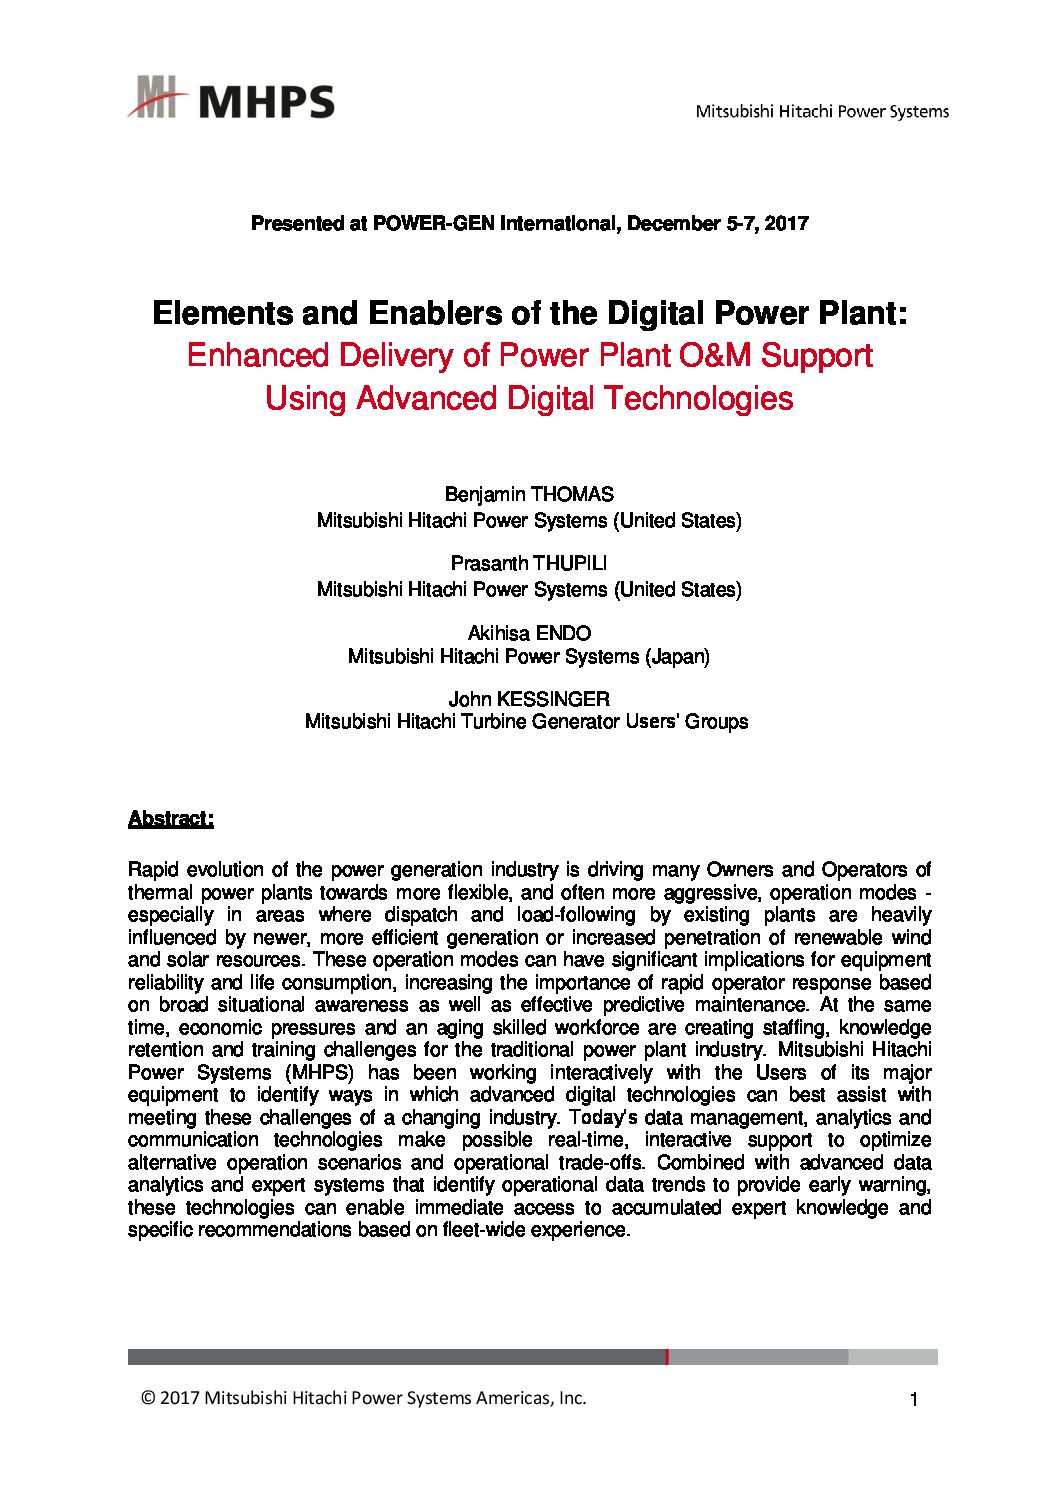 MHPS
Mitsubishi Hitachi Power Systems
Presented at POWER-GEN International, December 5-7, 2017
Elements and Enablers of the Digital Power Plant:
Enhanced Delivery of Power Plant O&M Support
Using Advanced Digital Technologies
Benjamin THOMAS
Mitsubishi Hitachi Power Systems (United States)
Prasanth THUPILI
Mitsubishi Hitachi Power Systems (United States)
Akihisa ENDO
Mitsubishi Hitachi Power Systems (Japan)
John KESSINGER
Mitsubishi Hitachi Turbine Generator Users' Groups
Abstract:
Rapid evolution of the power generation industry is driving many Owners and Operators of
thermal power plants towards more flexible, and often more aggressive, operation modes -
especially in areas where dispatch and load-following by existing plants are heavily
influenced by newer, more efficient generation or increased penetration of renewable wind
and solar resources. These operation modes can have significant implications for equipment
reliability and life consumption, increasing the importance of rapid operator response based
on broad situational awareness as well as effective predictive maintenance. At the same
time, economic pressures and an aging skilled workforce are creating staffing, knowledge
retention and training challenges for the traditional power plant industry. Mitsubishi Hitachi
Power Systems (MHPS) has been working interactively with the Users of its major
equipment to identify ways in which advanced digital technologies can best assist with
meeting these challenges of a changing industry. Today's data management, analytics and
communication technologies make possible real-time, interactive support to optimize
alternative operation scenarios and operational trade-offs. Combined with advanced data
analytics and expert systems that identify operational data trends to provide early warning,
these technologies can enable immediate access to accumulated expert knowledge and
specific recommendations based on fleet-wide experience.
© 2017 Mitsubishi Hitachi Power Systems Americas, Inc.
1